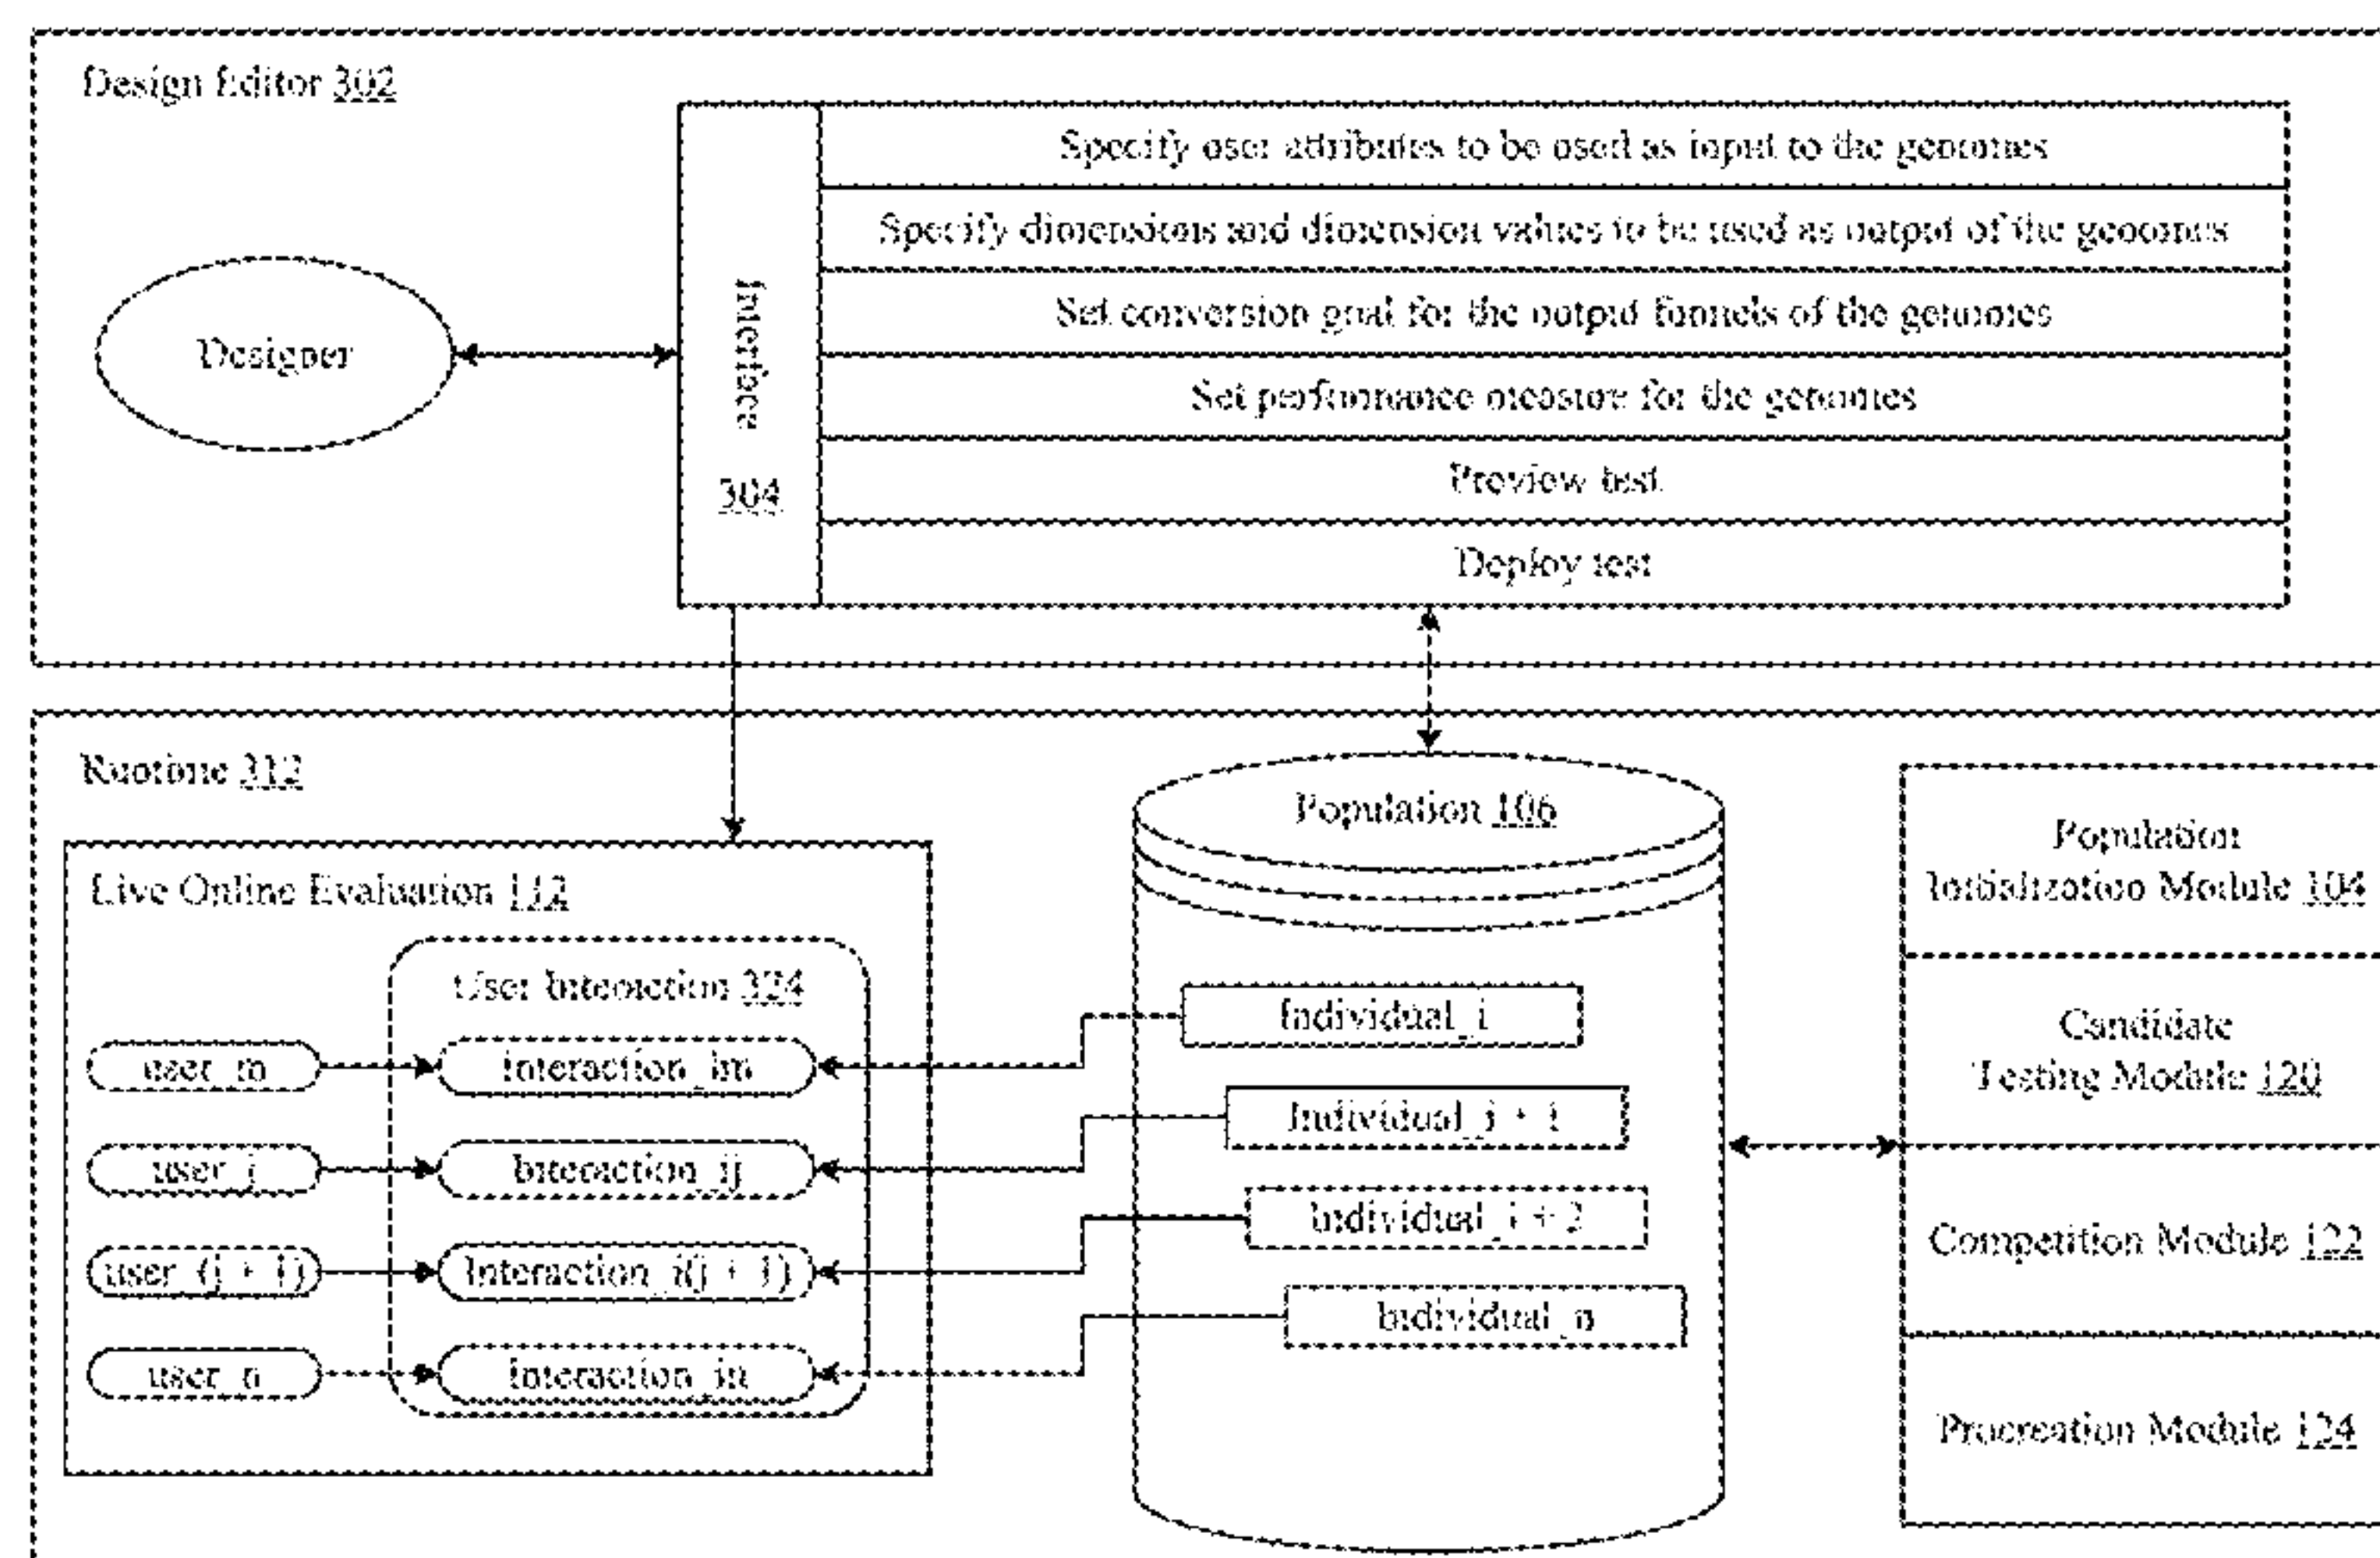 Design Editor 302
Designer
Interface
304
Specify user attributes to be used as input to the genomes
Specify dimensions and dimension values to be used as output of the genomes
Set conversion goal for the output funnels of the genomes
Set performance measure for the genomes
Preview test
Deploy test
Runtime 312
Live Online Evaluation 112
User Interaction 324
user_m
interaction_im
user_j
Interaction_ij
user_(j + 1)
Interaction_i(j + 1)
user_n
interaction_in
Population 106
Individual_i
Individual_i + 1
Individual_i + 2
Individual_n
Population
Initialization Module 104
Candidate
Testing Module 120
Competition Module 122
Procreation Module 124